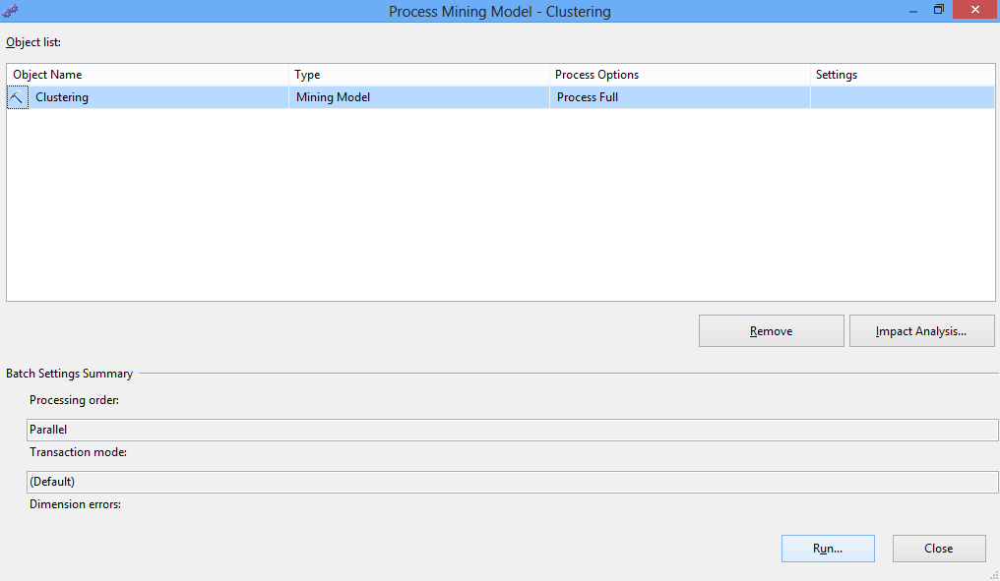 Process Mining Model - Clustering
Object list:
Object Name Type Process Options Settings
Clustering Mining Model Process Full
Remove Impact Analysis...
Batch Settings Summary
Processing order:
Parallel
Transaction mode:
(Default)
Dimension errors:
Run... Close